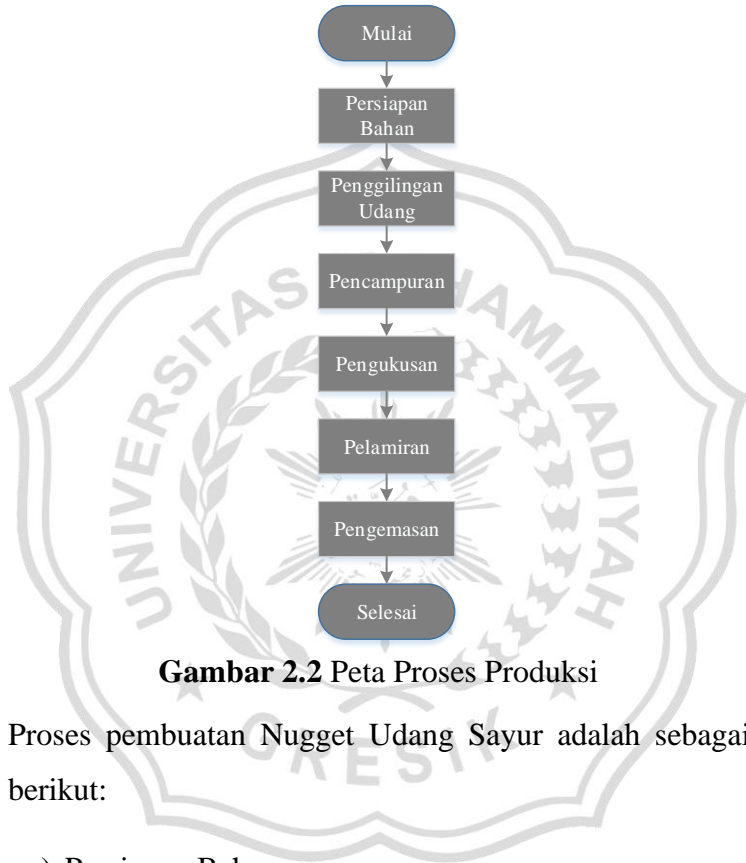 Mulai
Persiapan
Bahan
Penggilingan
Udang
Pencampuran
Pengukusan
Pelamiran
Pengemasan
Selesai
Gambar 2.2 Peta Proses Produksi
Proses pembuatan Nugget Udang Sayur adalah sebagai
berikut:
GRESIK